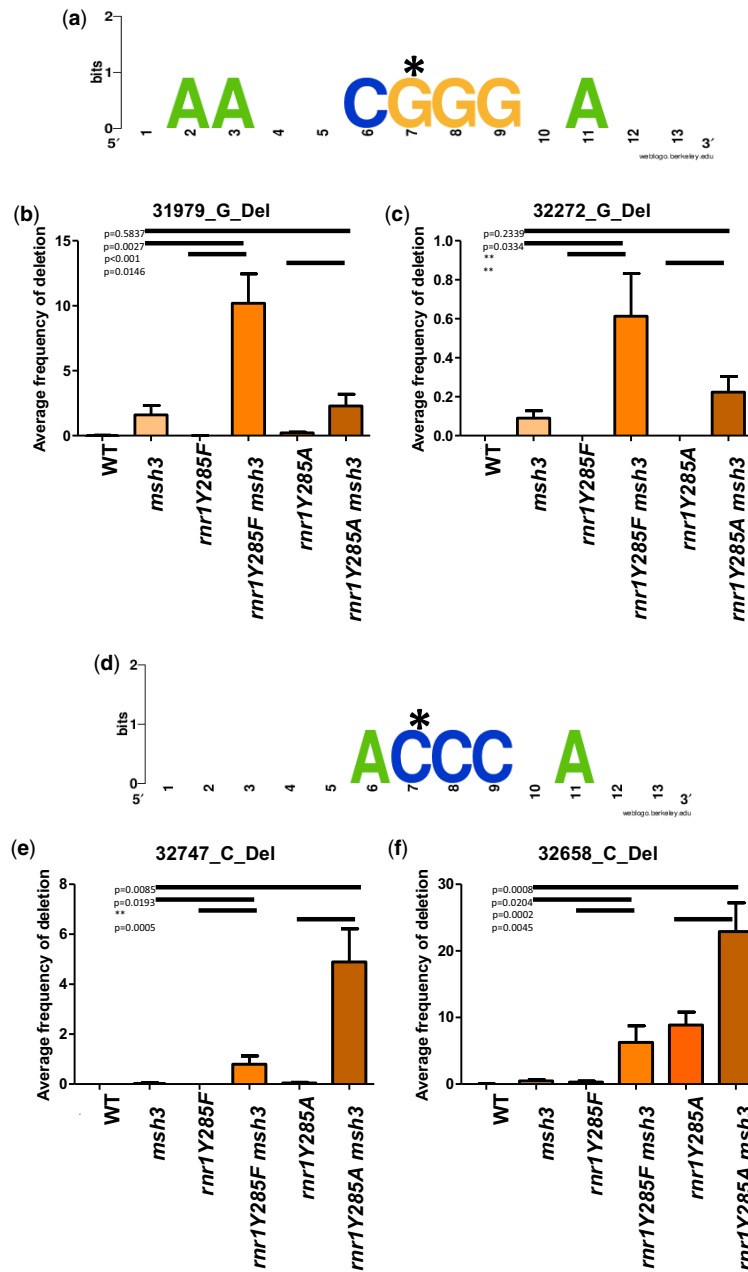 (a)
2
1
0
bits
AA CGGG A
*
1 2 3 4 5 6 7 8 9 10 11 12 13
5′ 3′
weblogo.berkeley.edu
(b)
31979_G_Del
Average frequency of deletion
15
10
5
0
p=0.5837
p=0.0027
p<0.001
p=0.0146
WT
msh3
rnr1Y285F
rnr1Y285F msh3
rnr1Y285A
rnr1Y285A msh3
(c)
32272_G_Del
Average frequency of deletion
1.0
0.8
0.6
0.4
0.2
0.0
p=0.2339
p=0.0334
**
**
WT
msh3
rnr1Y285F
rnr1Y285F msh3
rnr1Y285A
rnr1Y285A msh3
(d)
2
1
0
bits
*
ACCC A
1 2 3 4 5 6 7 8 9 10 11 12 13
5′ 3′
weblogo.berkeley.edu
(e)
32747_C_Del
Average frequency of deletion
8
6
4
2
0
p=0.0085
p=0.0193
**
p=0.0005
WT
msh3
rnr1Y285F
rnr1Y285F msh3
rnr1Y285A
rnr1Y285A msh3
(f)
32658_C_Del
Average frequency of deletion
30
20
10
0
p=0.0008
p=0.0204
p=0.0002
p=0.0045
WT
msh3
rnr1Y285F
rnr1Y285F msh3
rnr1Y285A
rnr1Y285A msh3